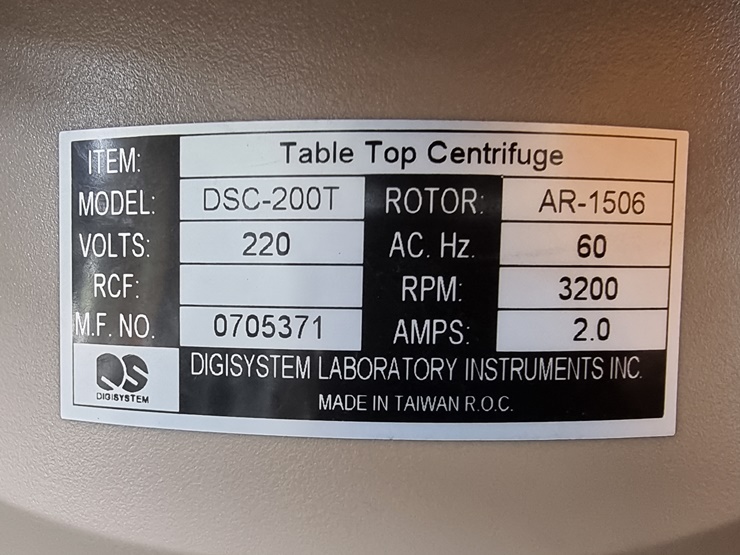 ITEM: Table Top Centrifuge
MODEL: DSC-200T ROTOR: AR-1506
VOLTS: 220 AC. Hz. 60
RCF: RPM: 3200
M.F. NO. 0705371 AMPS: 2.0
DIGISYSTEM LABORATORY INSTRUMENTS INC.
MADE IN TAIWAN R.O.C.
QS
DIGISYSTEM